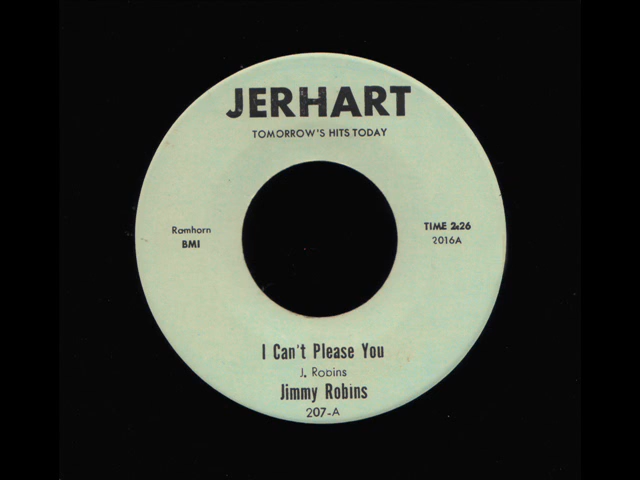 JERHART
TOMORROW'S HITS TODAY
Ramhorn
BMI
TIME 2:26
2016A
I Can't Please You
J. Robins
Jimmy Robins
207-A